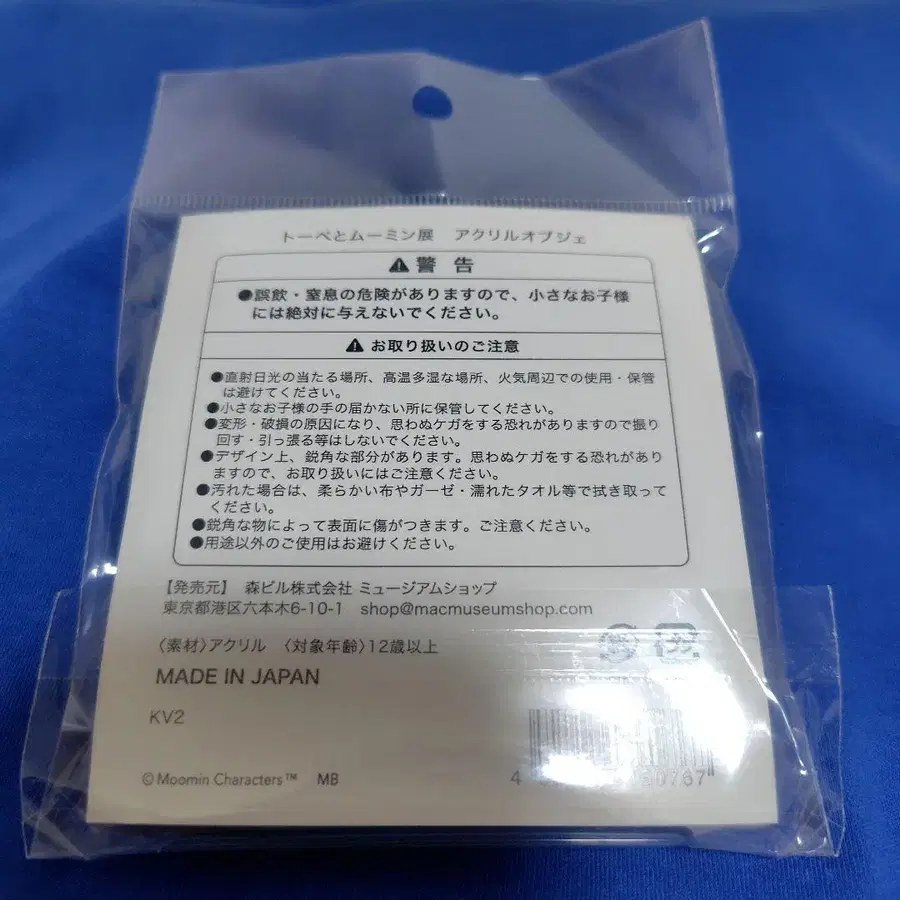 トーベとムーミン展　アクリルオブジェ
⚠警 告
●誤飲・窒息の危険がありますので、小さなお子様
には絶対に与えないでください。
⚠お取り扱いのご注意
●直射日光の当たる場所、高温多湿な場所、火気周辺での使用・保管
は避けてください。
●小さなお子様の手の届かない所に保管してください。
●変形・破損の原因になり、思わぬケガをする恐れがありますので振り
回す・引っ張る等はしないでください。
●デザイン上、鋭角な部分があります。思わぬケガをする恐れがあり
ますので、お取り扱いにはご注意ください。
●汚れた場合は、柔らかい布やガーゼ・濡れたタオル等で拭き取って
ください。
●鋭角な物によって表面に傷がつきます。ご注意ください。
●用途以外のご使用はお避けください。
【発売元】 森ビル株式会社 ミュージアムショップ
東京都港区六本木6-10-1 shop@macmuseumshop.com
〈素材〉アクリル 〈対象年齢〉12歳以上
MADE IN JAPAN
KV2
©Moomin Characters™ MB